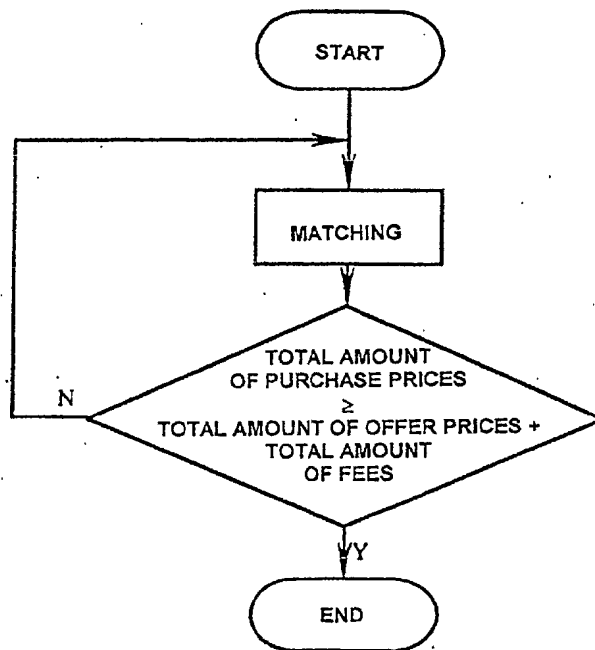 START
MATCHING
TOTAL AMOUNT
OF PURCHASE PRICES
≥
TOTAL AMOUNT OF OFFER PRICES +
TOTAL AMOUNT
OF FEES
N
Y
END